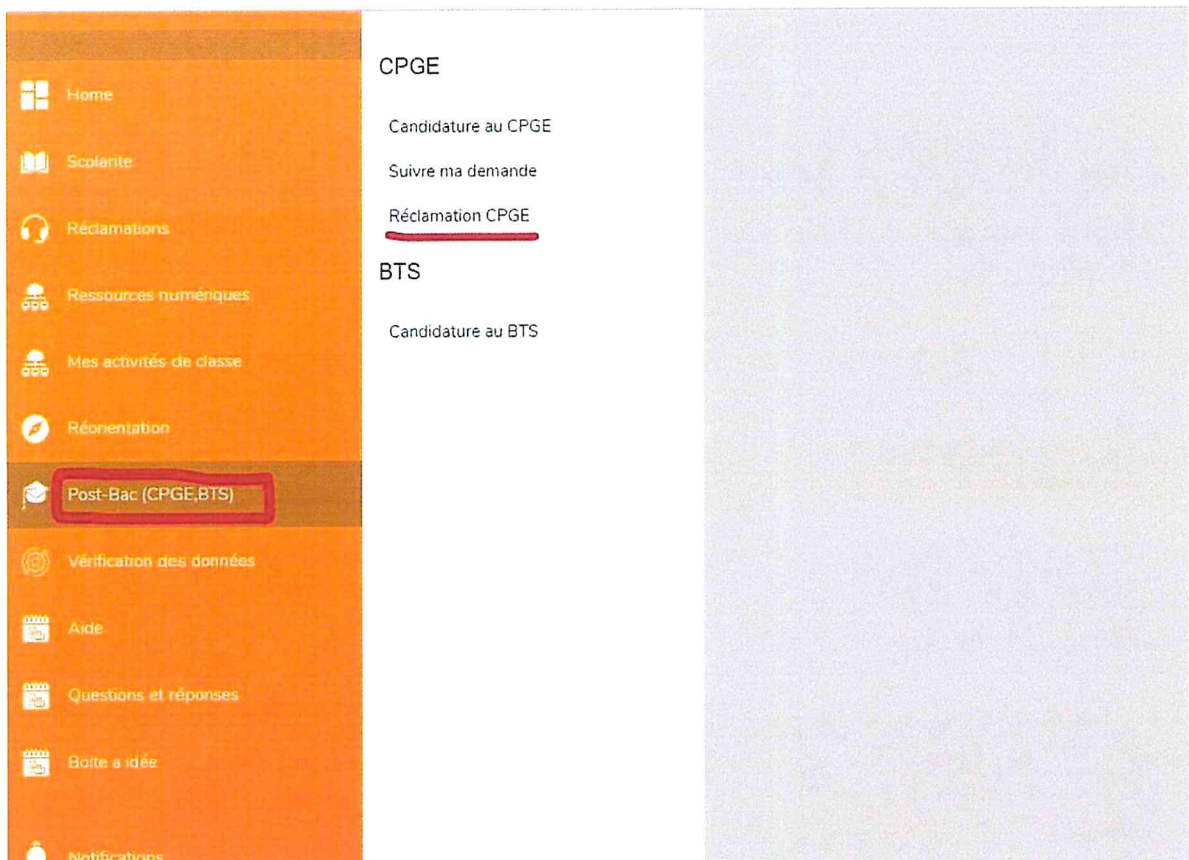 Home
Scolarite
Réclamations
Ressources numériques
Mes activités de classe
Réorientation
Post-Bac (CPGE,BTS)
Vérification des données
Aide
Questions et réponses
Boite a idée
Notifications
CPGE
Candidature au CPGE
Suivre ma demande
Réclamation CPGE
BTS
Candidature au BTS